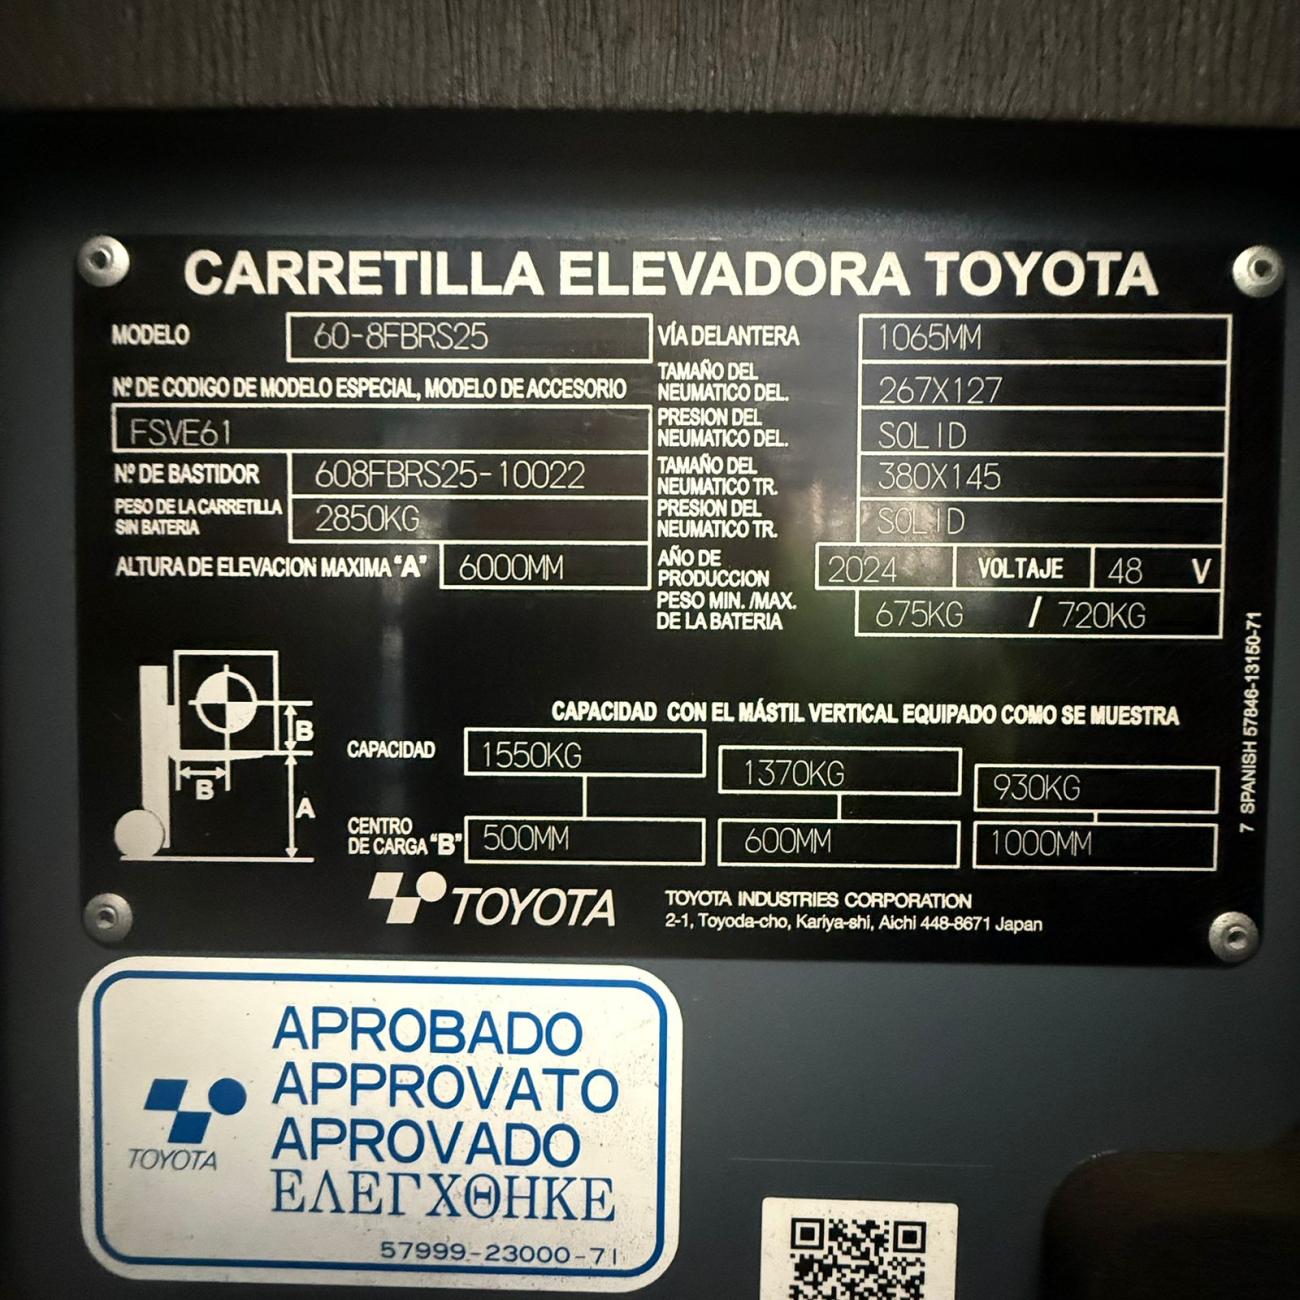 CARRETILLA ELEVADORA TOYOTA
MODELO 60-8FBRS25
Nº DE CODIGO DE MODELO ESPECIAL, MODELO DE ACCESORIO
FSVE61
Nº DE BASTIDOR 608FBRS25-10022
PESO DE LA CARRETILLA
SIN BATERIA 2850KG
ALTURA DE ELEVACION MAXIMA "A" 6000MM
VÍA DELANTERA 1065MM
TAMAÑO DEL
NEUMATICO DEL. 267X127
PRESION DEL
NEUMATICO DEL. SOLID
TAMAÑO DEL
NEUMATICO TR. 380X145
PRESION DEL
NEUMATICO TR. SOLID
AÑO DE
PRODUCCION 2024 VOLTAJE 48 V
PESO MIN. /MAX.
DE LA BATERIA 675KG / 720KG
B
B
A
CAPACIDAD CON EL MÁSTIL VERTICAL EQUIPADO COMO SE MUESTRA
CAPACIDAD 1550KG 1370KG 930KG
CENTRO
DE CARGA "B" 500MM 600MM 1000MM
TOYOTA
TOYOTA INDUSTRIES CORPORATION
2-1, Toyoda-cho, Kariya-shi, Aichi 448-8671 Japan
7 SPANISH 57846-13150-71
TOYOTA
APROBADO
APPROVATO
APROVADO
ΕΛΕΓΧΘΗΚΕ
57999-23000-71